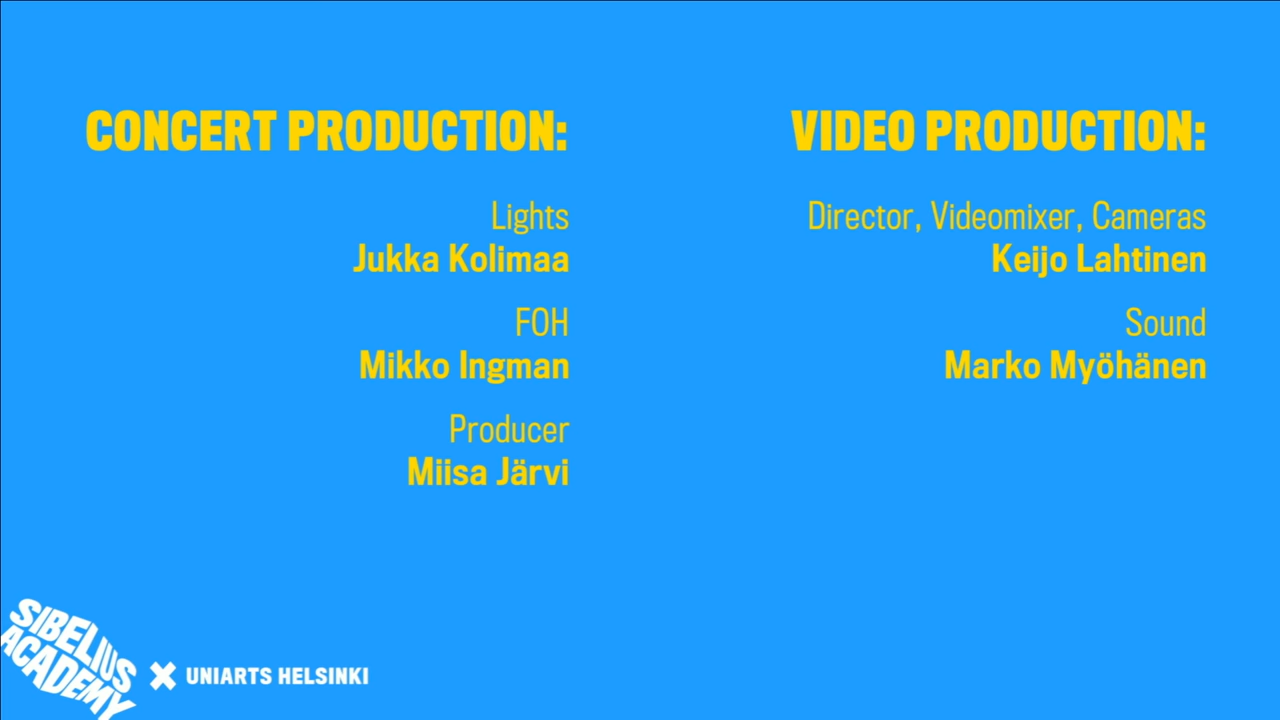 CONCERT PRODUCTION:
Lights
Jukka Kolimaa
FOH
Mikko Ingman
Producer
Miisa Järvi
VIDEO PRODUCTION:
Director, Videomixer, Cameras
Keijo Lahtinen
Sound
Marko Myöhänen
SIBELIUS
ACADEMY
UNIARTS HELSINKI